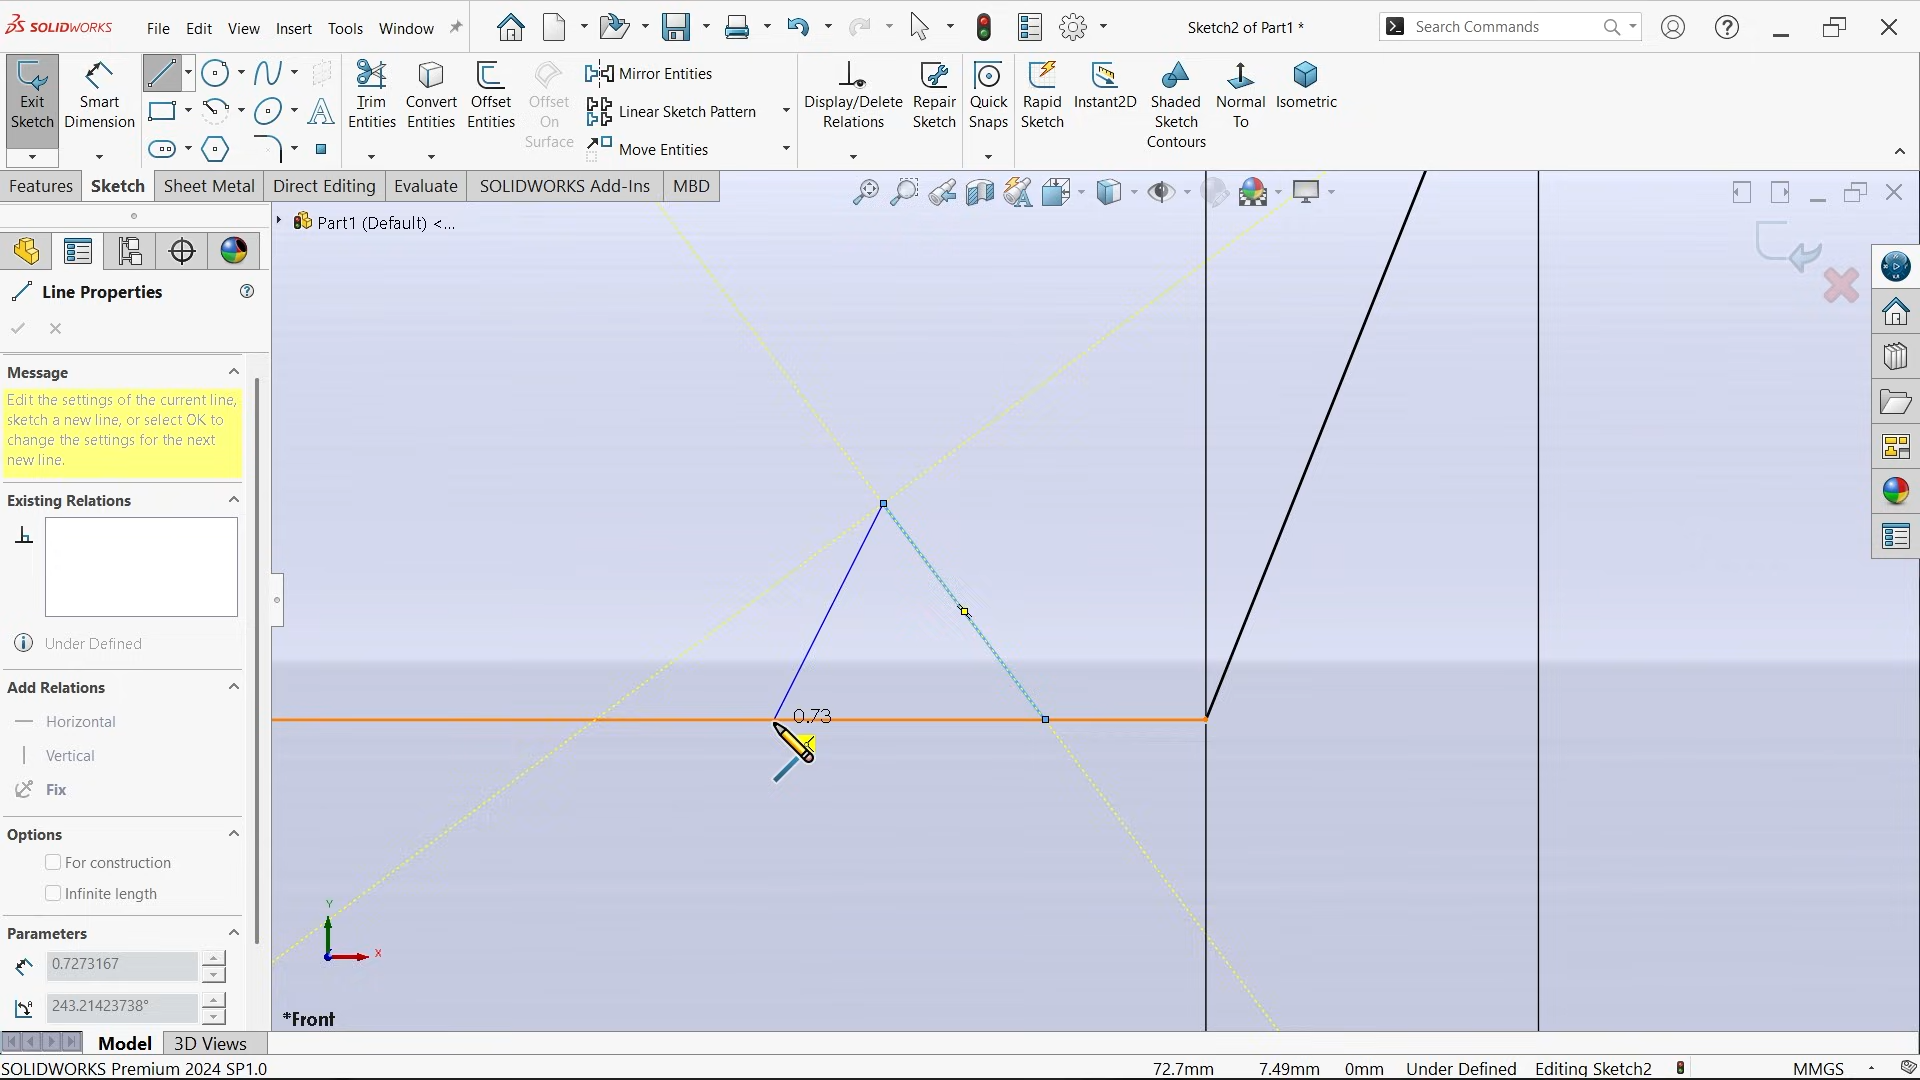 SOLIDWORKS
File Edit View Insert Tools Window
Sketch2 of Part1 *
Search Commands
Exit Sketch
Smart Dimension
Trim Entities
Convert Entities
Offset Entities
Offset On Surface
Mirror Entities
Linear Sketch Pattern
Move Entities
Display/Delete Relations
Repair Sketch
Quick Snaps
Rapid Sketch
Instant2D
Shaded Sketch Contours
Normal To
Isometric
Features Sketch Sheet Metal Direct Editing Evaluate SOLIDWORKS Add-Ins MBD
Part1 (Default) <...
Line Properties
Message
Edit the settings of the current line,
sketch a new line, or select OK to
change the settings for the next
new line.
Existing Relations
Under Defined
Add Relations
Horizontal
Vertical
Fix
Options
For construction
Infinite length
Parameters
0.7273167
243.21423738°
0.73
Y
X
*Front
Model 3D Views
SOLIDWORKS Premium 2024 SP1.0
72.7mm 7.49mm 0mm Under Defined Editing Sketch2 MMGS